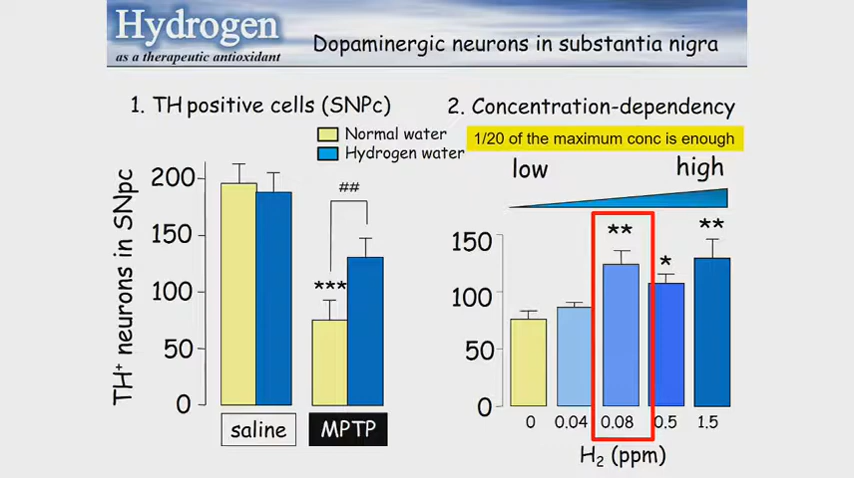 Hydrogen
as a therapeutic antioxidant
Dopaminergic neurons in substantia nigra
1. TH positive cells (SNPc)
Normal water
Hydrogen water
TH+ neurons in SNpc
200
150
100
50
0
##
***
saline
MPTP
2. Concentration-dependency
1/20 of the maximum conc is enough
low
high
150
100
50
0
**
*
**
0 0.04 0.08 0.5 1.5
H2 (ppm)